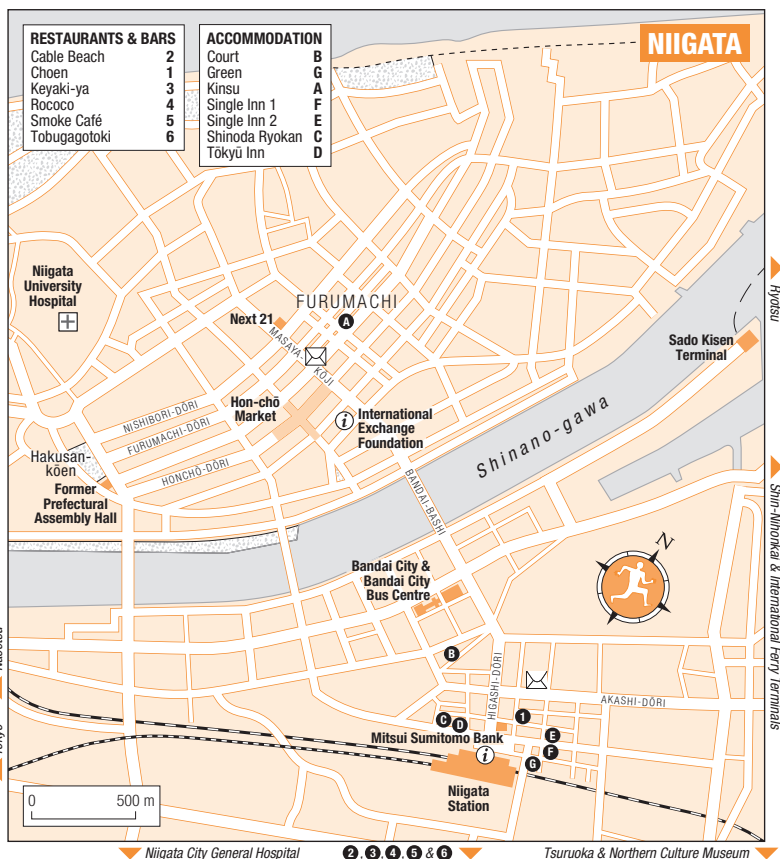 NIIGATA
RESTAURANTS & BARS
Cable Beach 2
Choen 1
Keyaki-ya 3
Rococo 4
Smoke Café 5
Tobugagotoki 6
ACCOMMODATION
Court B
Green G
Kinsu A
Single Inn 1 F
Single Inn 2 E
Shinoda Ryokan C
Tōkyū Inn D
Niigata
University
Hospital
FURUMACHI
A
Next 21
MASAYA-
KŌJI
Ryōtsu
Sado Kisen
Terminal
NISHIBORI-DŌRI
FURUMACHI-DŌRI
HONCHŌ-DŌRI
Hon-chō
Market
i
International
Exchange
Foundation
Shinano-gawa
Hakusan-
kōen
Former
Prefectural
Assembly Hall
BANDAI-BASHI
Shin-Nihonkai & International Ferry Terminals
N
Bandai City &
Bandai City
Bus Centre
B
HIGASHI-DŌRI
AKASHI-DŌRI
C
D
1
E
F
G
Mitsui Sumitomo Bank
i
Niigata
Station
0 500 m
Niigata City General Hospital
2, 3, 4, 5 & 6
Tsuruoka & Northern Culture Museum